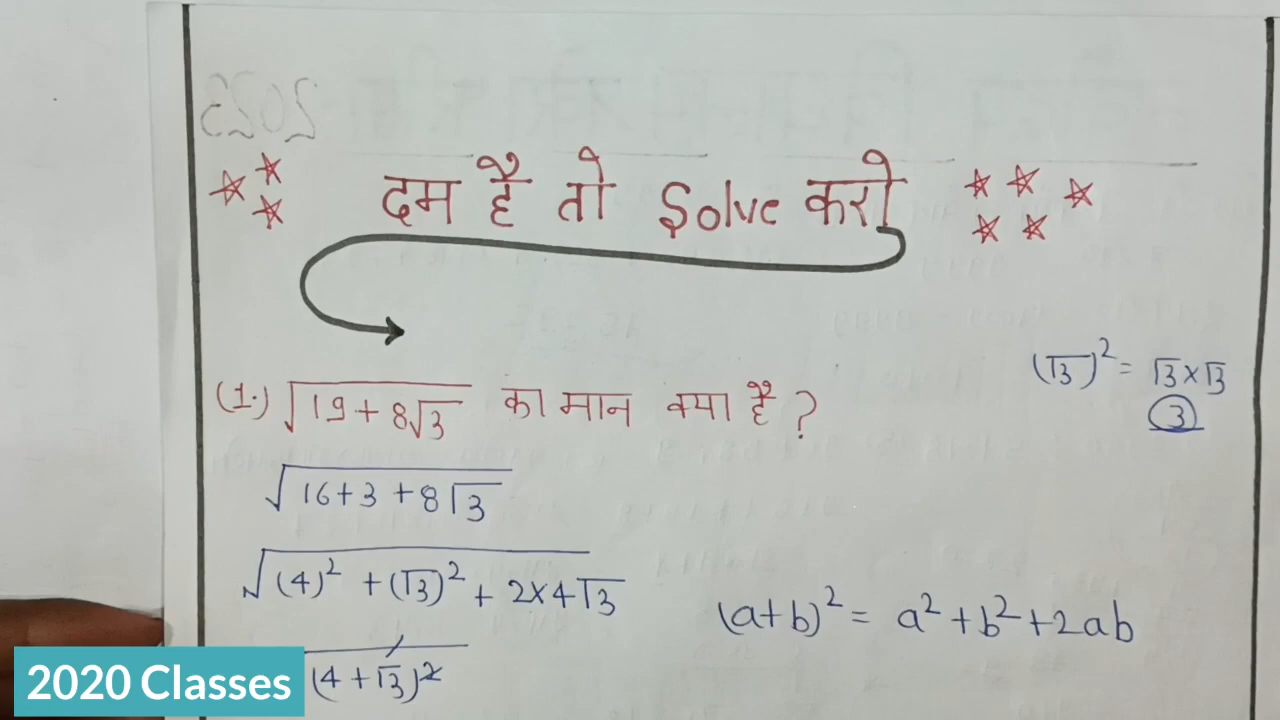 दम है तो Solve करो
(√3)² = √3×√3
3
(1.) √19+8√3 का मान क्या है ?
√16+3+8√3
√(4)²+(√3)²+2×4√3
(a+b)² = a²+b²+2ab
(4+√3)²
2020 Classes